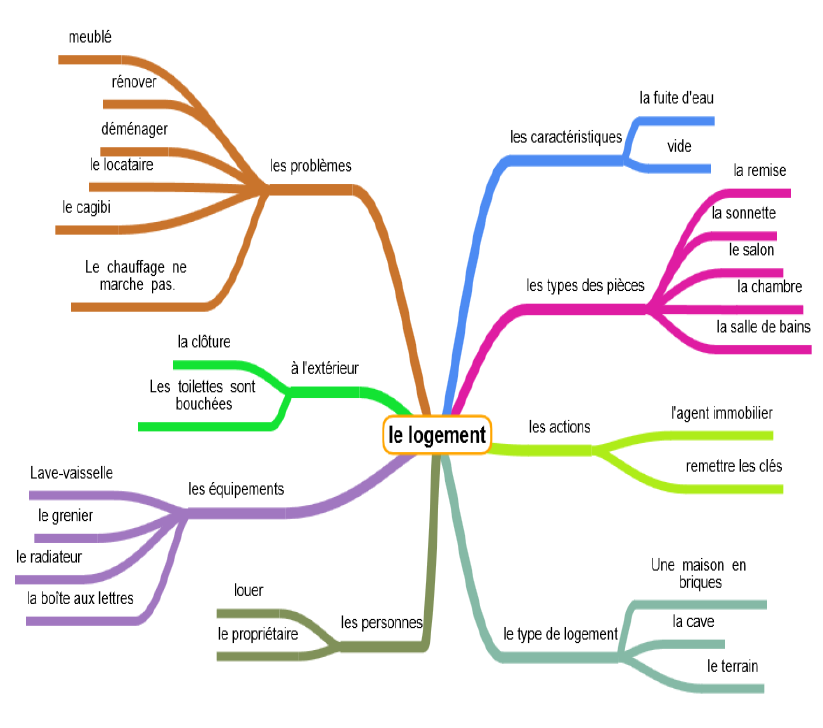 meublé
rénover
déménager
le locataire
le cagibi
Le chauffage ne
marche pas.
les problèmes
la clôture
Les toilettes sont
bouchées
à l'extérieur
Lave-vaisselle
le grenier
le radiateur
la boîte aux lettres
les équipements
louer
le propriétaire
les personnes
le logement
les caractéristiques
la fuite d'eau
vide
les types des pièces
la remise
la sonnette
le salon
la chambre
la salle de bains
les actions
l'agent immobilier
remettre les clés
le type de logement
Une maison en
briques
la cave
le terrain